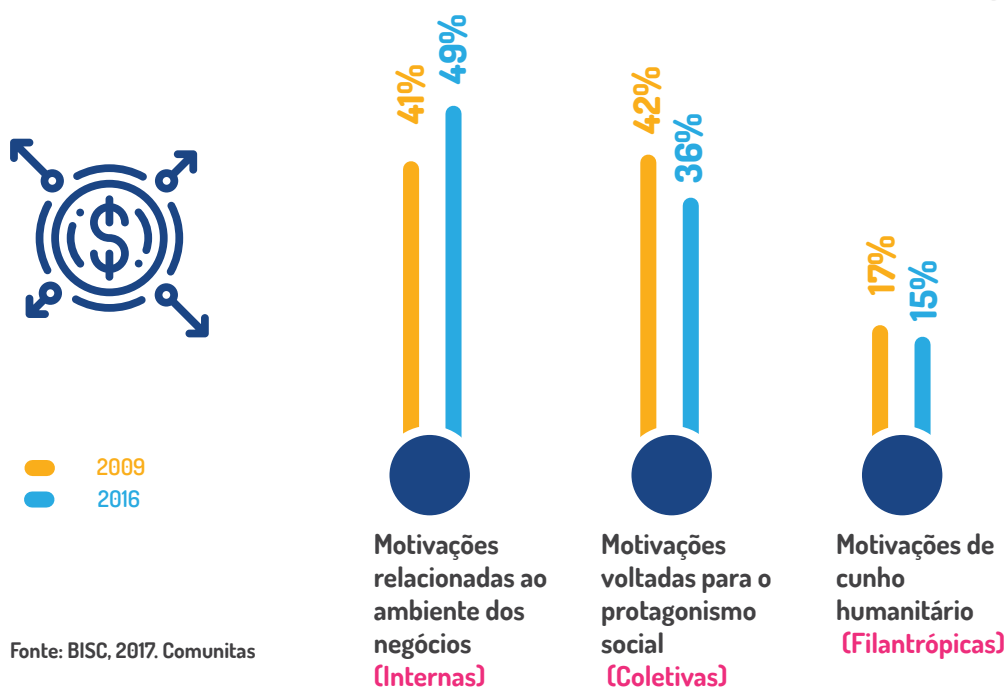 41%
49%
42%
36%
17%
15%
2009
2016
Motivações
relacionadas ao
ambiente dos
negócios
(Internas)
Motivações
voltadas para o
protagonismo
social
(Coletivas)
Motivações de
cunho
humanitário
(Filantrópicas)
Fonte: BISC, 2017. Comunitas